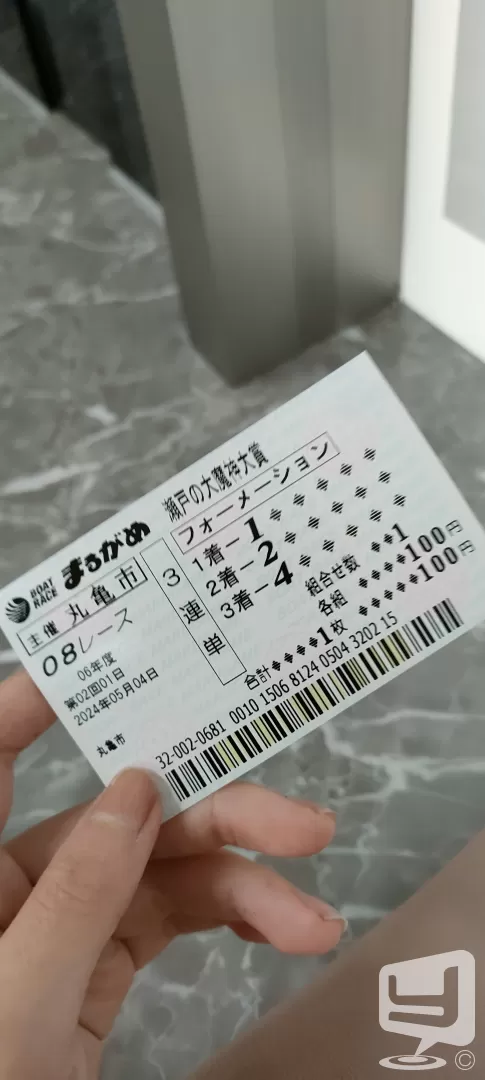 BOAT RACE まるがめ
瀬戸の大魔神大賞
主催 丸亀市
08レース
06年度
第02回01日
2024年05月04日
丸亀市
3連単
フォーメーション
1着－1
2着－2
3着－4
組合せ数 1
各組 100円
合計 1枚 100円
32-002-0681 0010 1506 8124 0504 3202 15
y
©